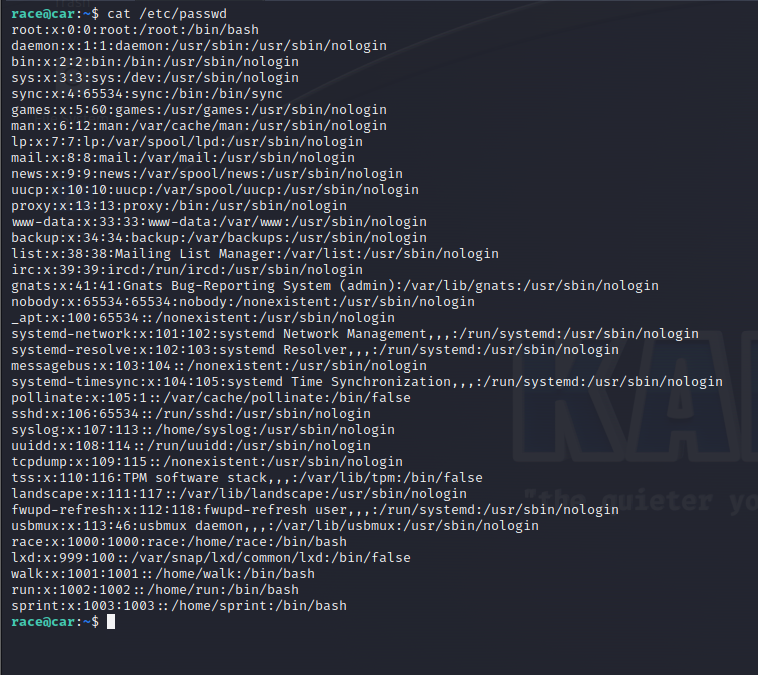 race@car:~$ cat /etc/passwd
root:x:0:0:root:/root:/bin/bash
daemon:x:1:1:daemon:/usr/sbin:/usr/sbin/nologin
bin:x:2:2:bin:/bin:/usr/sbin/nologin
sys:x:3:3:sys:/dev:/usr/sbin/nologin
sync:x:4:65534:sync:/bin:/bin/sync
games:x:5:60:games:/usr/games:/usr/sbin/nologin
man:x:6:12:man:/var/cache/man:/usr/sbin/nologin
lp:x:7:7:lp:/var/spool/lpd:/usr/sbin/nologin
mail:x:8:8:mail:/var/mail:/usr/sbin/nologin
news:x:9:9:news:/var/spool/news:/usr/sbin/nologin
uucp:x:10:10:uucp:/var/spool/uucp:/usr/sbin/nologin
proxy:x:13:13:proxy:/bin:/usr/sbin/nologin
www-data:x:33:33:www-data:/var/www:/usr/sbin/nologin
backup:x:34:34:backup:/var/backups:/usr/sbin/nologin
list:x:38:38:Mailing List Manager:/var/list:/usr/sbin/nologin
irc:x:39:39:ircd:/run/ircd:/usr/sbin/nologin
gnats:x:41:41:Gnats Bug-Reporting System (admin):/var/lib/gnats:/usr/sbin/nologin
nobody:x:65534:65534:nobody:/nonexistent:/usr/sbin/nologin
_apt:x:100:65534::/nonexistent:/usr/sbin/nologin
systemd-network:x:101:102:systemd Network Management,,,:/run/systemd:/usr/sbin/nologin
systemd-resolve:x:102:103:systemd Resolver,,,:/run/systemd:/usr/sbin/nologin
messagebus:x:103:104::/nonexistent:/usr/sbin/nologin
systemd-timesync:x:104:105:systemd Time Synchronization,,,:/run/systemd:/usr/sbin/nologin
pollinate:x:105:1::/var/cache/pollinate:/bin/false
sshd:x:106:65534::/run/sshd:/usr/sbin/nologin
syslog:x:107:113::/home/syslog:/usr/sbin/nologin
uuidd:x:108:114::/run/uuidd:/usr/sbin/nologin
tcpdump:x:109:115::/nonexistent:/usr/sbin/nologin
tss:x:110:116:TPM software stack,,,:/var/lib/tpm:/bin/false
landscape:x:111:117::/var/lib/landscape:/usr/sbin/nologin
fwupd-refresh:x:112:118:fwupd-refresh user,,,:/run/systemd:/usr/sbin/nologin
usbmux:x:113:46:usbmux daemon,,,:/var/lib/usbmux:/usr/sbin/nologin
race:x:1000:1000:race:/home/race:/bin/bash
lxd:x:999:100::/var/snap/lxd/common/lxd:/bin/false
walk:x:1001:1001::/home/walk:/bin/bash
run:x:1002:1002::/home/run:/bin/bash
sprint:x:1003:1003::/home/sprint:/bin/bash
race@car:~$
KA
"the quieter yo